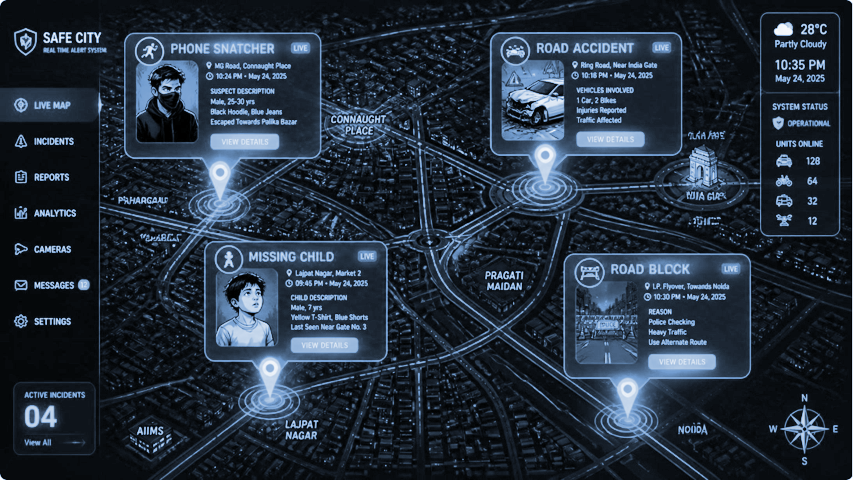 SAFE CITY
REAL TIME ALERT SYSTEM
LIVE MAP
INCIDENTS
REPORTS
ANALYTICS
CAMERAS
MESSAGES
SETTINGS
ACTIVE INCIDENTS
04
View All
PHONE SNATCHER
LIVE
MG Road, Connaught Place
10:24 PM • May 24, 2025
SUSPECT DESCRIPTION
Male, 25-30 yrs
Black Hoodie, Blue Jeans
Escaped Towards Palika Bazar
VIEW DETAILS
ROAD ACCIDENT
LIVE
Ring Road, Near India Gate
10:18 PM • May 24, 2025
VEHICLES INVOLVED
1 Car, 2 Bikes
Injuries Reported
Traffic Affected
VIEW DETAILS
28°C
Partly Cloudy
10:35 PM
May 24, 2025
SYSTEM STATUS
OPERATIONAL
UNITS ONLINE
128
64
32
12
CONNAUGHT
PLACE
MISSING CHILD
LIVE
Lajpat Nagar, Market 2
09:45 PM • May 24, 2025
CHILD DESCRIPTION
Male, 7 yrs
Yellow T-Shirt, Blue Shorts
Last Seen Near Gate No. 3
VIEW DETAILS
PRAGATI
MAIDAN
ROAD BLOCK
LIVE
I.P. Flyover, Towards Noida
10:30 PM • May 24, 2025
REASON
Police Checking
Heavy Traffic
Use Alternate Route
VIEW DETAILS
AIIMS
LAJPAT
NAGAR
NOIDA
N
W
E
S